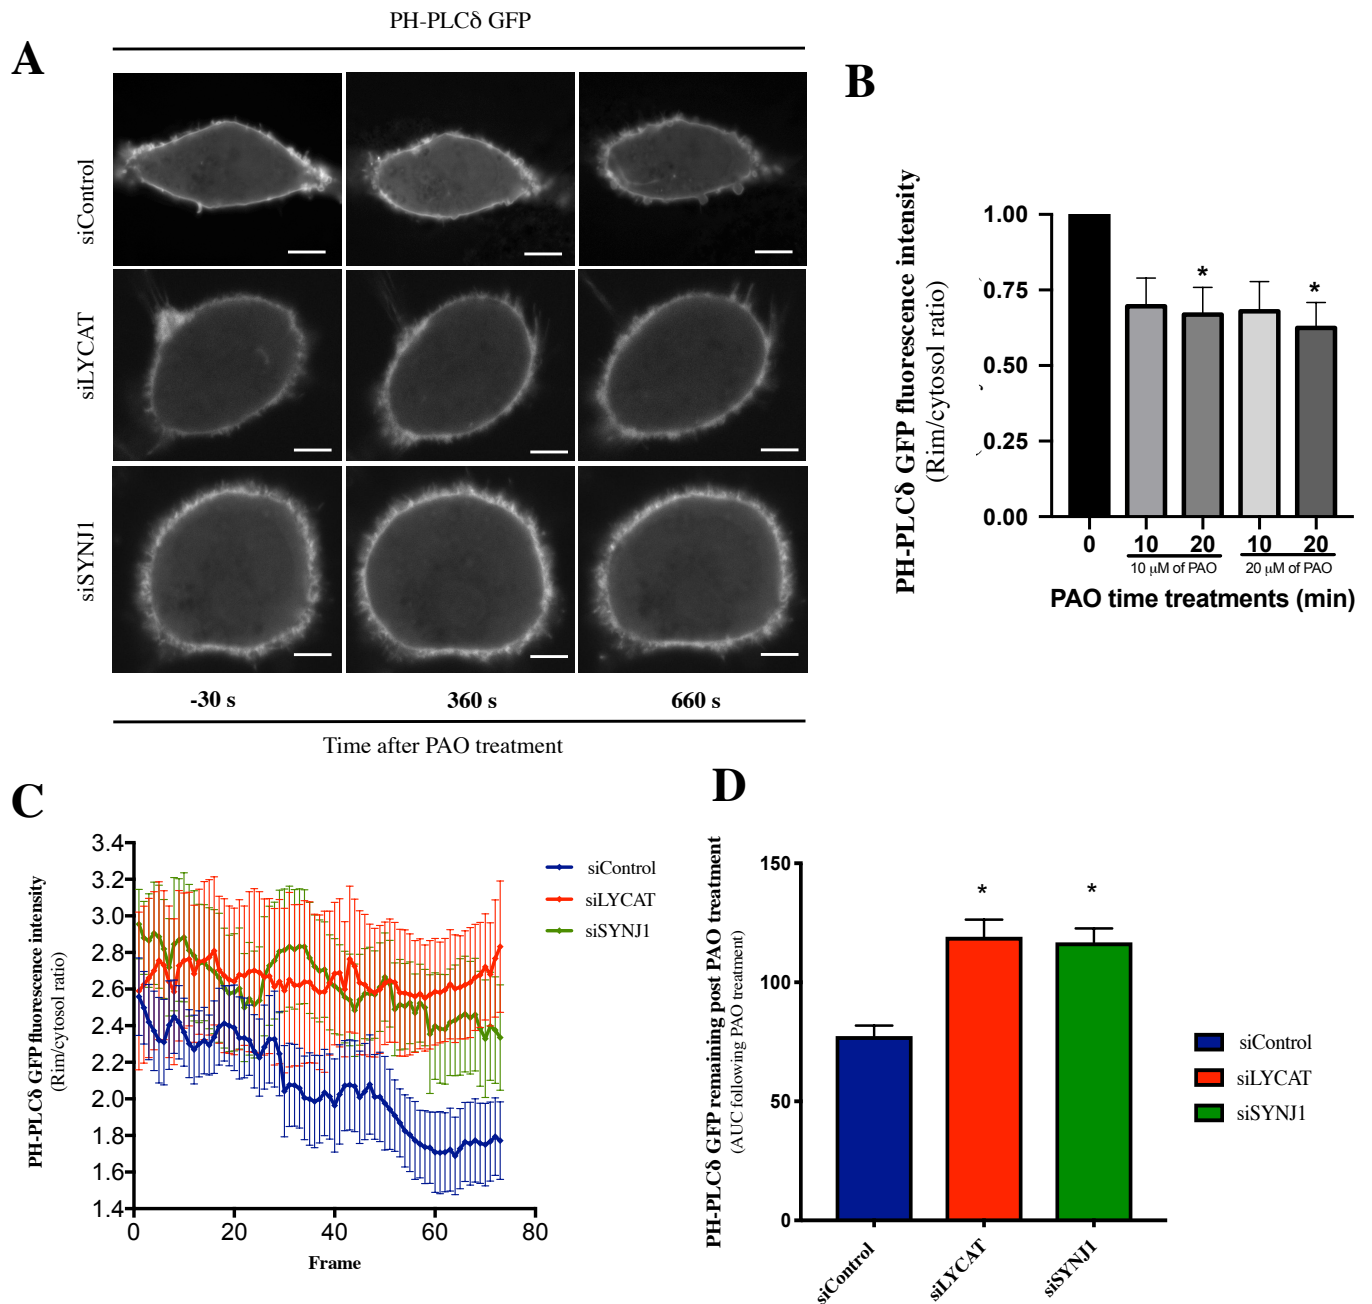 PH-PLCδ GFP
A
siControl
siLYCAT
siSYNJ1
-30 s
360 s
660 s
Time after PAO treatment
B
PH-PLCδ GFP fluorescence intensity
(Rim/cytosol ratio)
1.00
0.75
0.50
0.25
0.00
0
10
20
10
20
10 μM of PAO
20 μM of PAO
PAO time treatments (min)
*
*
C
PH-PLCδ GFP fluorescence intensity
(Rim/cytosol ratio)
3.4
3.2
3.0
2.8
2.6
2.4
2.2
2.0
1.8
1.6
1.4
0
20
40
60
80
Frame
siControl
siLYCAT
siSYNJ1
D
PH-PLCδ GFP remaining post PAO treatment
(AUC following PAO treatment)
150
100
50
0
*
*
siControl
siLYCAT
siSYNJ1
siControl
siLYCAT
siSYNJ1